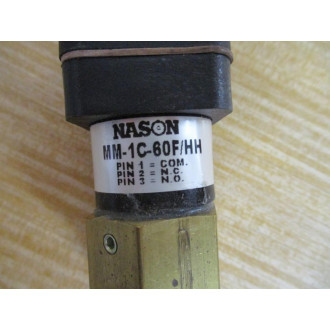 NASON
MM-1C-60F/HH
PIN 1 = COM.
PIN 2 = N.C.
PIN 3 = N.O.